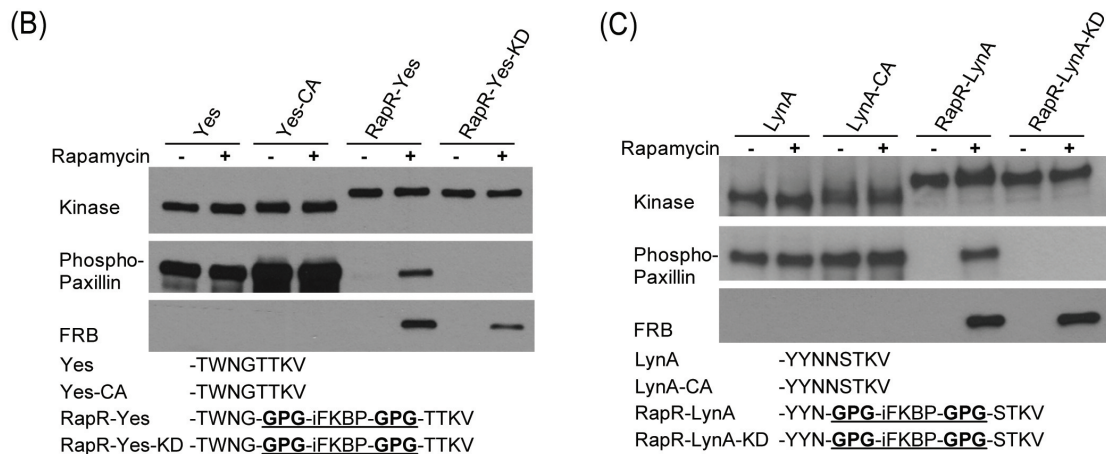 (B)
Yes
Yes-CA
RapR-Yes
RapR-Yes-KD
Rapamycin - + - + - + - +
Kinase
Phospho-
Paxillin
FRB
Yes -TWNGTTKV
Yes-CA -TWNGTTKV
RapR-Yes -TWNG-GPG-iFKBP-GPG-TTKV
RapR-Yes-KD -TWNG-GPG-iFKBP-GPG-TTKV
(C)
LynA
LynA-CA
RapR-LynA
RapR-LynA-KD
Rapamycin - + - + - + - +
Kinase
Phospho-
Paxillin
FRB
LynA -YYNNSTKV
LynA-CA -YYNNSTKV
RapR-LynA -YYN-GPG-iFKBP-GPG-STKV
RapR-LynA-KD -YYN-GPG-iFKBP-GPG-STKV